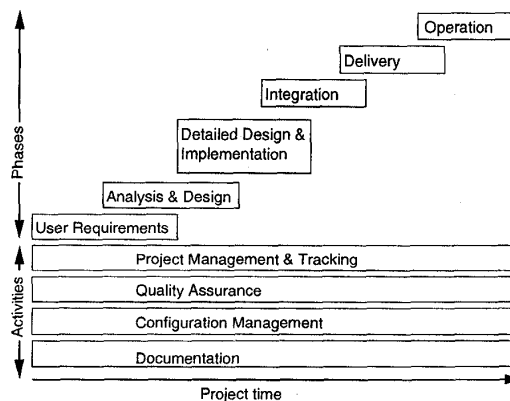 Operation
Delivery
Integration
Detailed Design &
Implementation
Analysis & Design
User Requirements
Phases
Project Management & Tracking
Quality Assurance
Configuration Management
Documentation
Activities
Project time